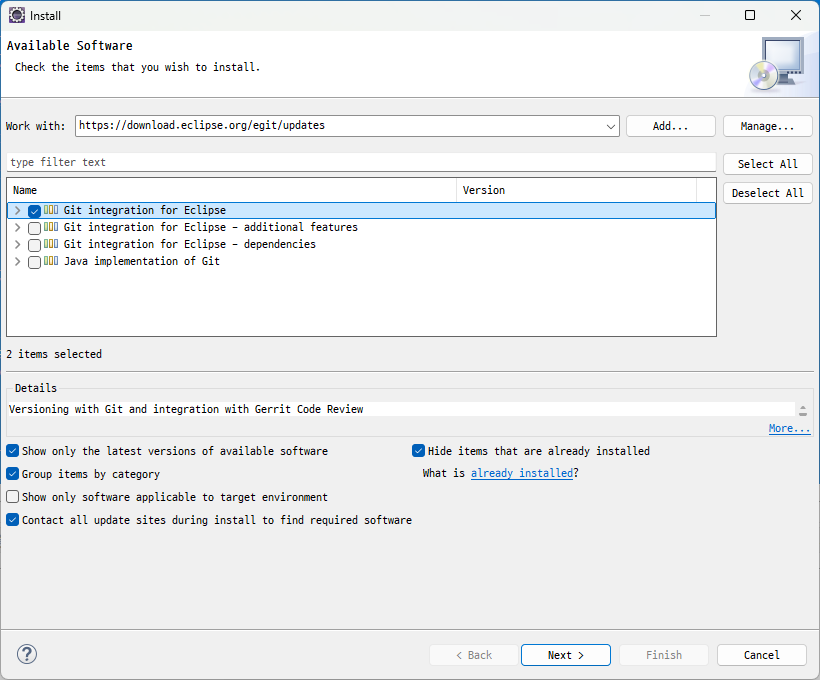 Install
Available Software
Check the items that you wish to install.
Work with: https://download.eclipse.org/egit/updates Add... Manage...
type filter text Select All
Name Version Deselect All
Git integration for Eclipse
Git integration for Eclipse - additional features
Git integration for Eclipse - dependencies
Java implementation of Git
2 items selected
Details
Versioning with Git and integration with Gerrit Code Review
More...
Show only the latest versions of available software Hide items that are already installed
Group items by category What is already installed?
Show only software applicable to target environment
Contact all update sites during install to find required software
? < Back Next > Finish Cancel